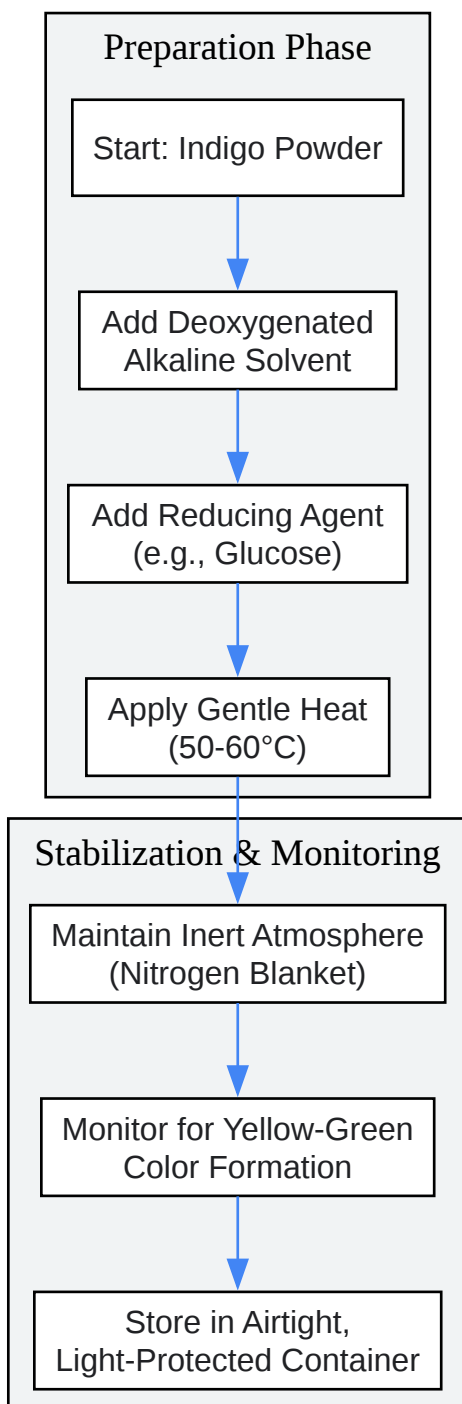 Preparation Phase
Start: Indigo Powder
Add Deoxygenated
Alkaline Solvent
Add Reducing Agent
(e.g., Glucose)
Apply Gentle Heat
(50-60°C)
Stabilization & Monitoring
Maintain Inert Atmosphere
(Nitrogen Blanket)
Monitor for Yellow-Green
Color Formation
Store in Airtight,
Light-Protected Container